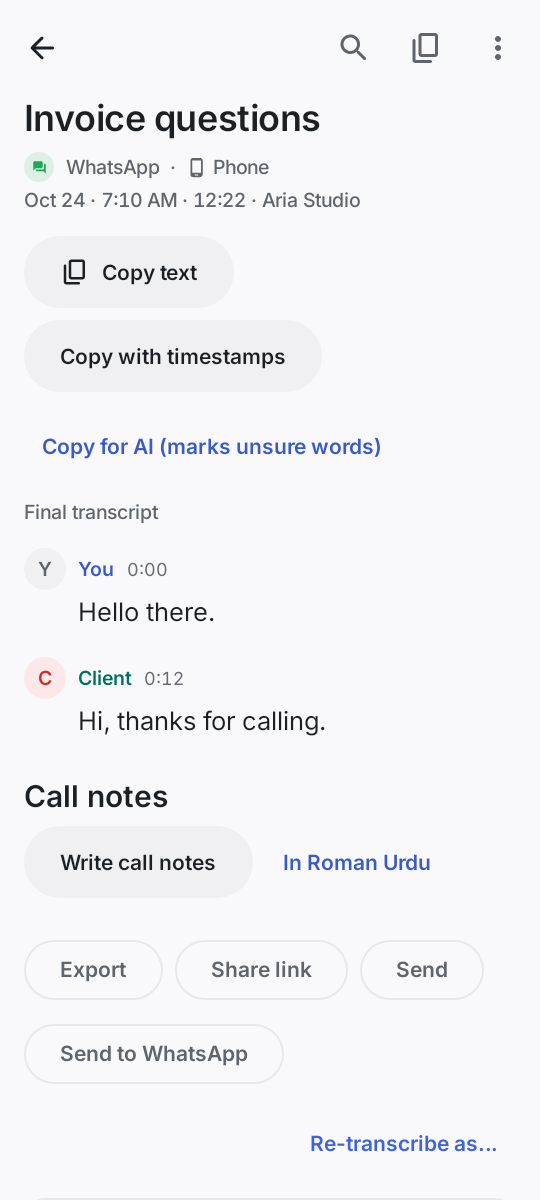 Invoice questions
WhatsApp · Phone
Oct 24 · 7:10 AM · 12:22 · Aria Studio
Copy text
Copy with timestamps
Copy for AI (marks unsure words)
Final transcript
Y You 0:00
Hello there.
C Client 0:12
Hi, thanks for calling.
Call notes
Write call notes In Roman Urdu
Export Share link Send
Send to WhatsApp
Re-transcribe as...